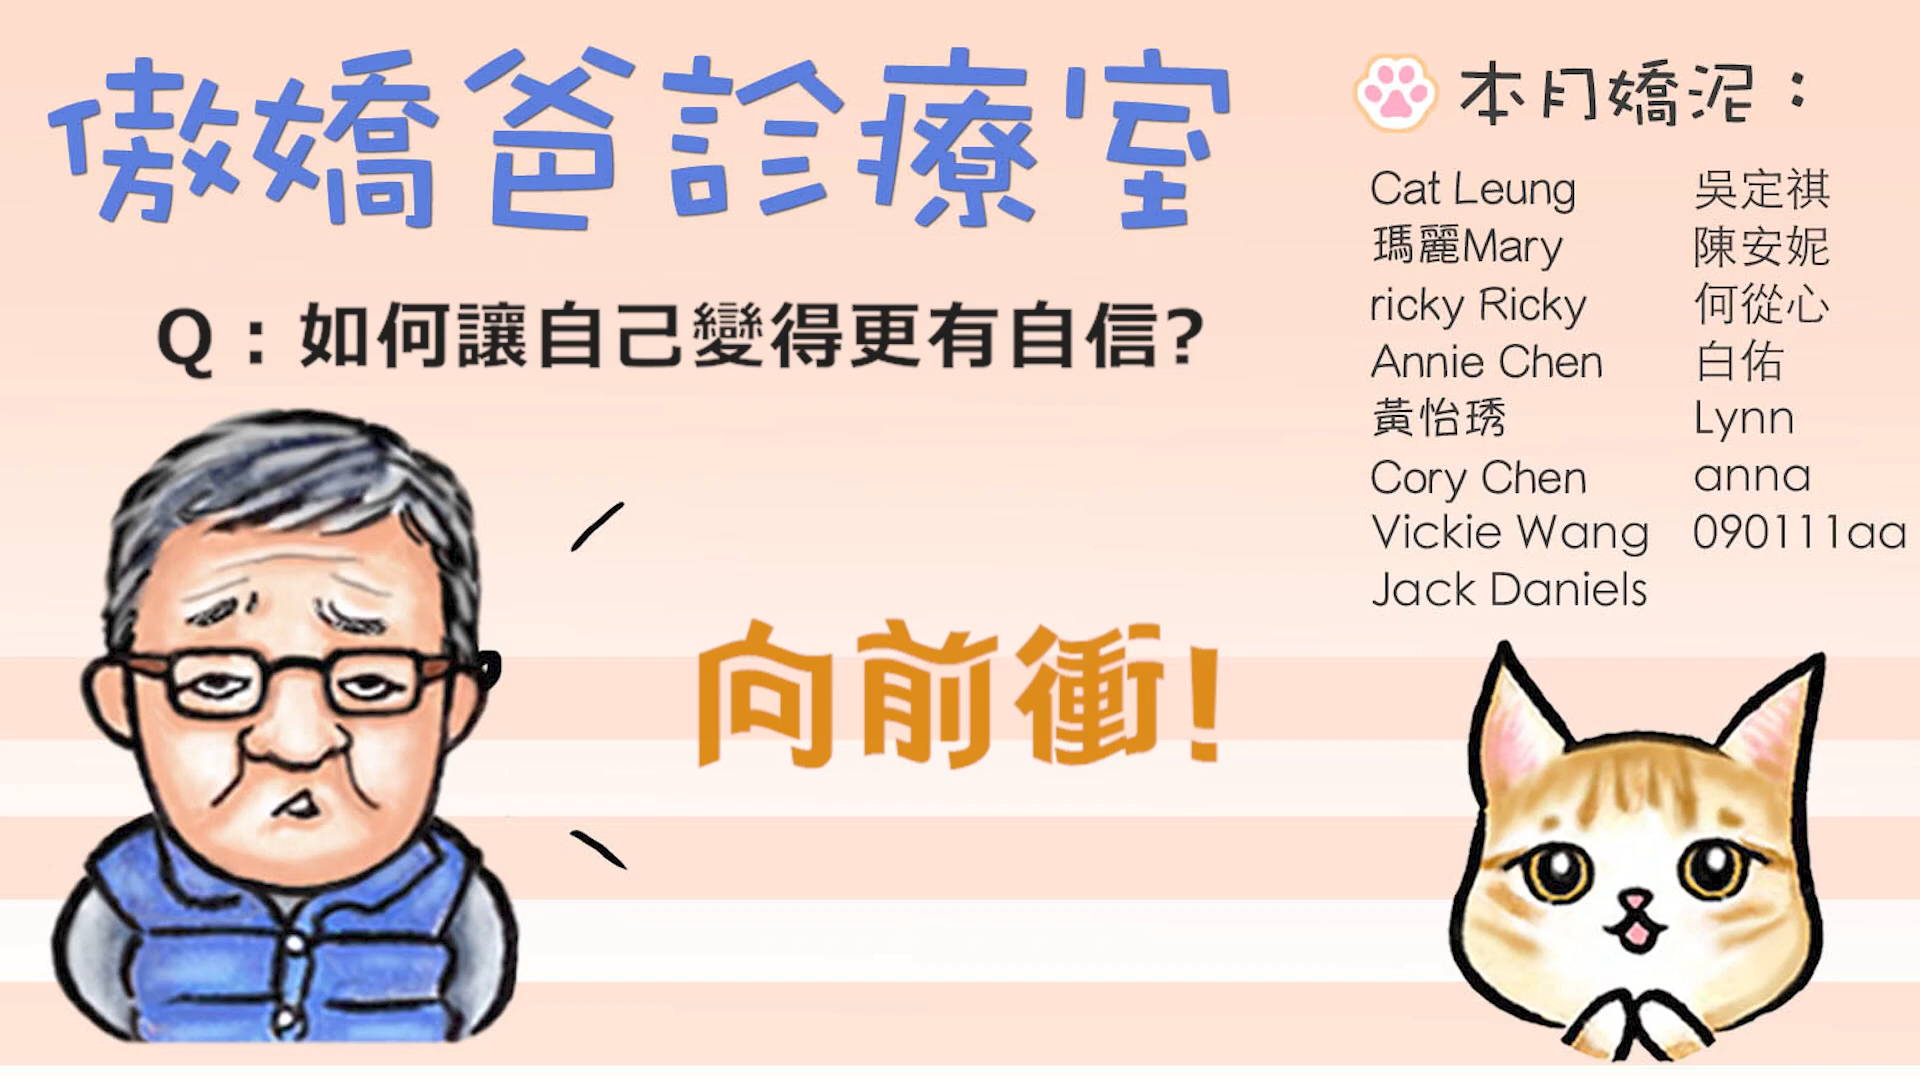 傲嬌爸診療室
Q：如何讓自己變得更有自信?
向前衝!
本月嬌泥：
Cat Leung
瑪麗Mary
ricky Ricky
Annie Chen
黃怡琇
Cory Chen
Vickie Wang
Jack Daniels
吳定祺
陳安妮
何從心
白佑
Lynn
anna
090111aa